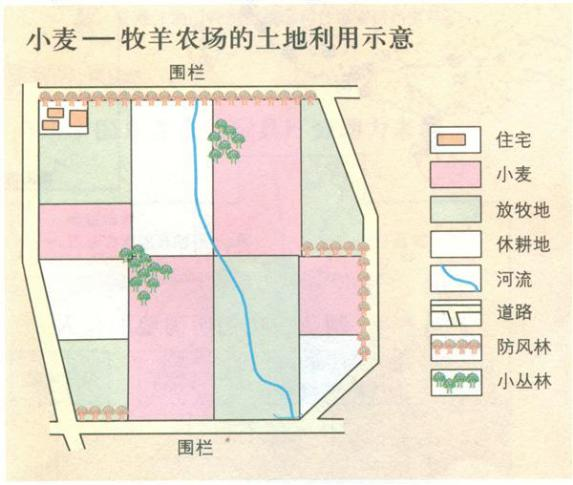 小麦——牧羊农场的土地利用示意
围栏
住宅
小麦
放牧地
休耕地
河流
道路
防风林
小丛林
围栏